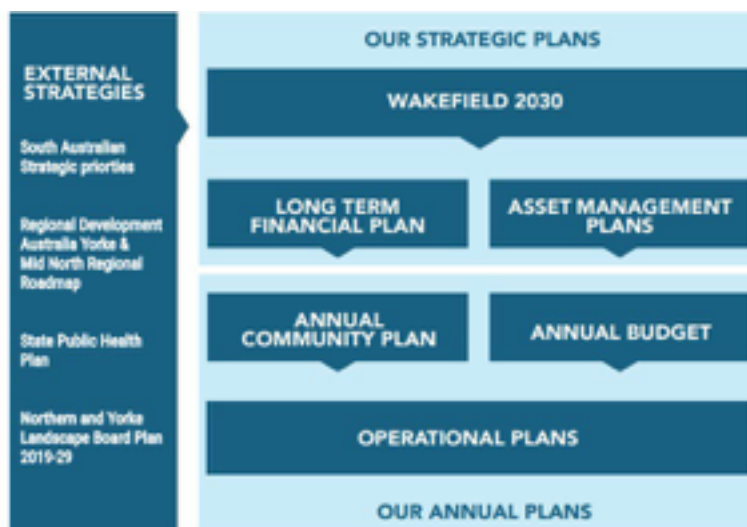 EXTERNAL
STRATEGIES
South Australian
Strategic priorties
Regional Development
Australia Yorke &
Mid North Regional
Roadmap
State Public Health
Plan
Northern and Yorke
Landscape Board Plan
2019-29
OUR STRATEGIC PLANS
WAKEFIELD 2030
LONG TERM
FINANCIAL PLAN
ASSET MANAGEMENT
PLANS
ANNUAL
COMMUNITY PLAN
ANNUAL BUDGET
OPERATIONAL PLANS
OUR ANNUAL PLANS